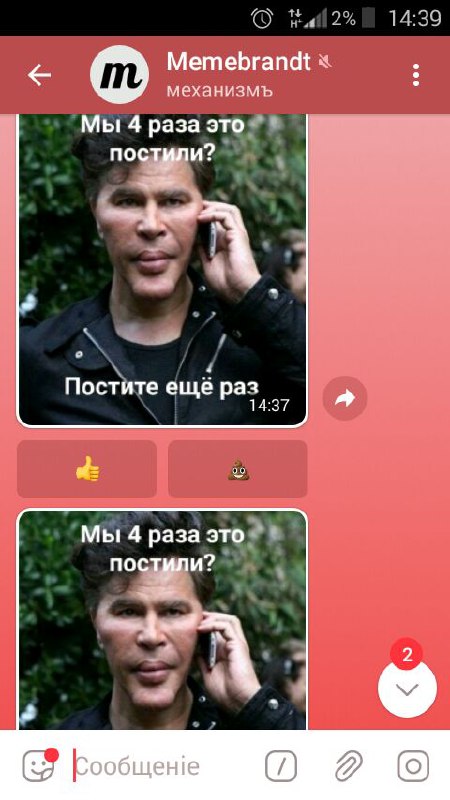 2% 14:39
m Memebrandt
механизмъ
Мы 4 раза это
постили?
Постите ещё раз
14:37
Мы 4 раза это
постили?
2
Сообщеніе